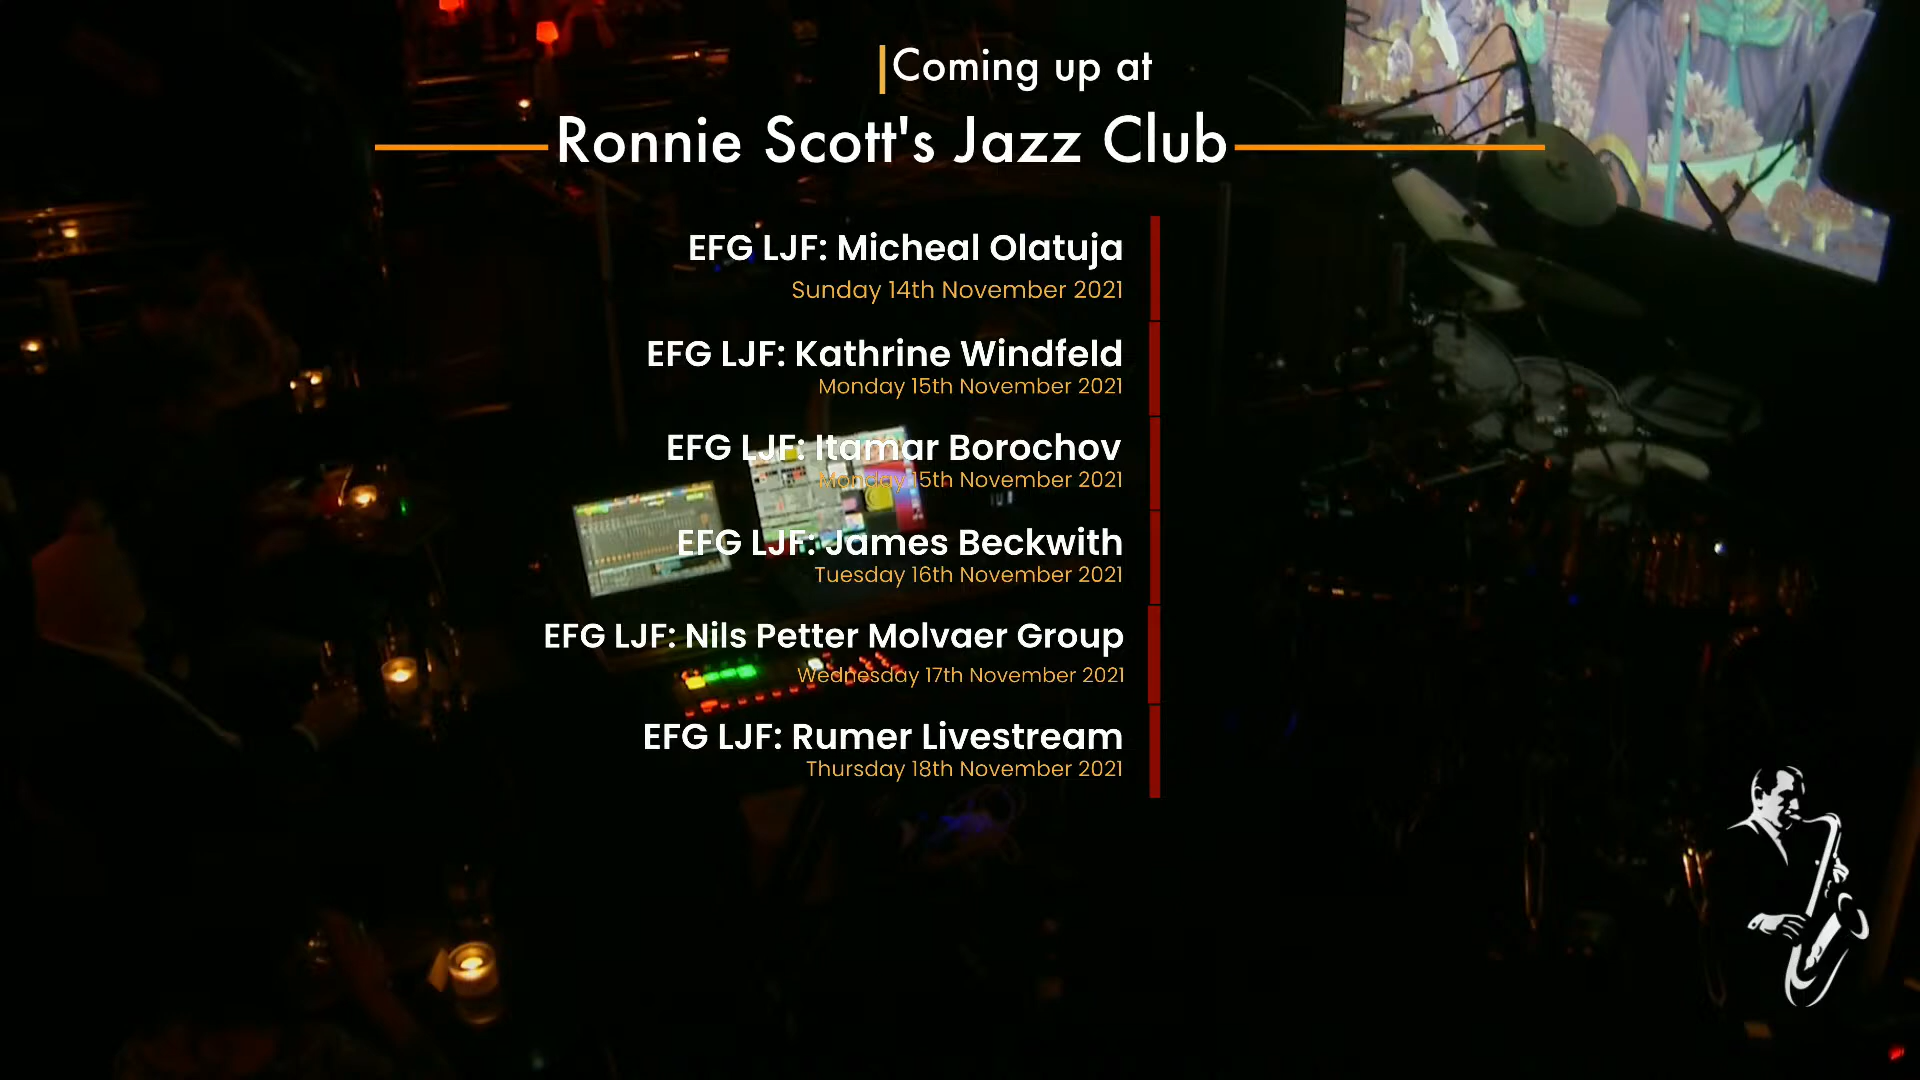 Coming up at
Ronnie Scott's Jazz Club
EFG LJF: Micheal Olatuja
Sunday 14th November 2021
EFG LJF: Kathrine Windfeld
Monday 15th November 2021
EFG LJF: Itamar Borochov
Monday 15th November 2021
EFG LJF: James Beckwith
Tuesday 16th November 2021
EFG LJF: Nils Petter Molvaer Group
Wednesday 17th November 2021
EFG LJF: Rumer Livestream
Thursday 18th November 2021